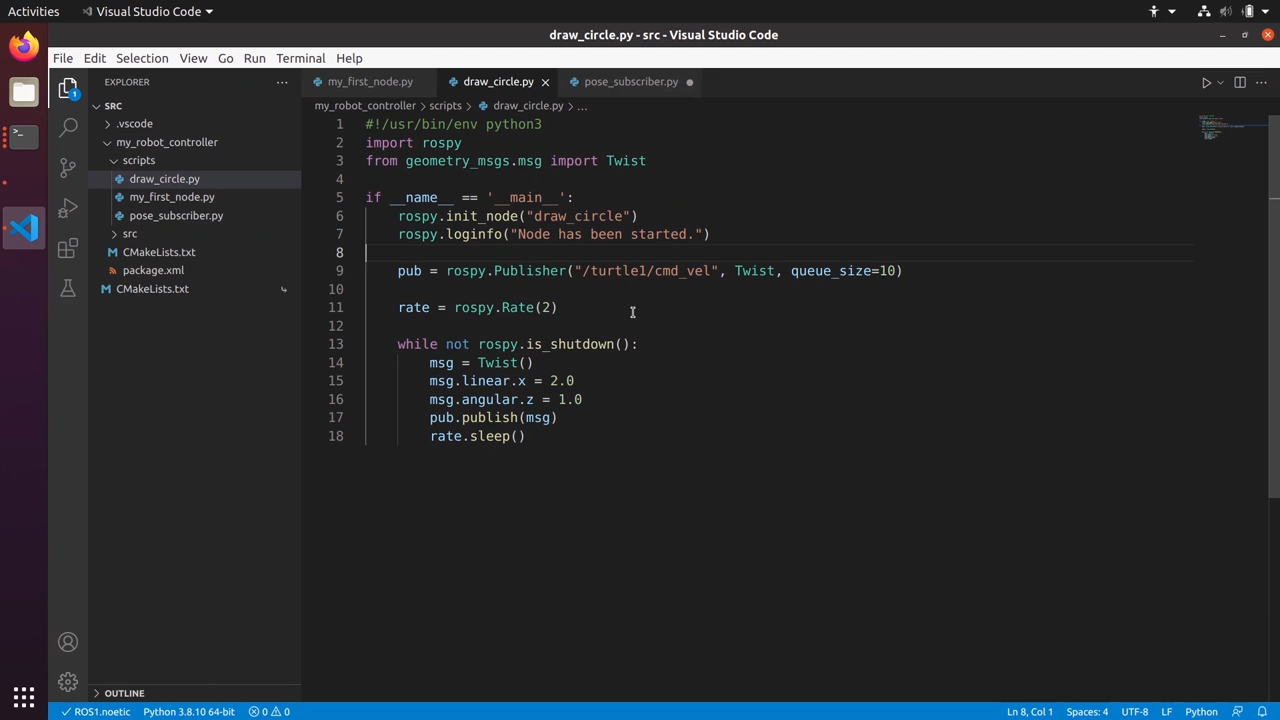 Activities
Visual Studio Code
draw_circle.py - src - Visual Studio Code
File Edit Selection View Go Run Terminal Help
EXPLORER
1
SRC
.vscode
my_robot_controller
scripts
draw_circle.py
my_first_node.py
pose_subscriber.py
src
CMakeLists.txt
package.xml
CMakeLists.txt
OUTLINE
my_first_node.py draw_circle.py pose_subscriber.py
my_robot_controller > scripts > draw_circle.py > ...
1 #!/usr/bin/env python3
2 import rospy
3 from geometry_msgs.msg import Twist
4
5 if __name__ == '__main__':
6 rospy.init_node("draw_circle")
7 rospy.loginfo("Node has been started.")
8
9 pub = rospy.Publisher("/turtle1/cmd_vel", Twist, queue_size=10)
10
11 rate = rospy.Rate(2)
12
13 while not rospy.is_shutdown():
14 msg = Twist()
15 msg.linear.x = 2.0
16 msg.angular.z = 1.0
17 pub.publish(msg)
18 rate.sleep()
ROS1.noetic Python 3.8.10 64-bit 0 0 Ln 8, Col 1 Spaces: 4 UTF-8 LF Python